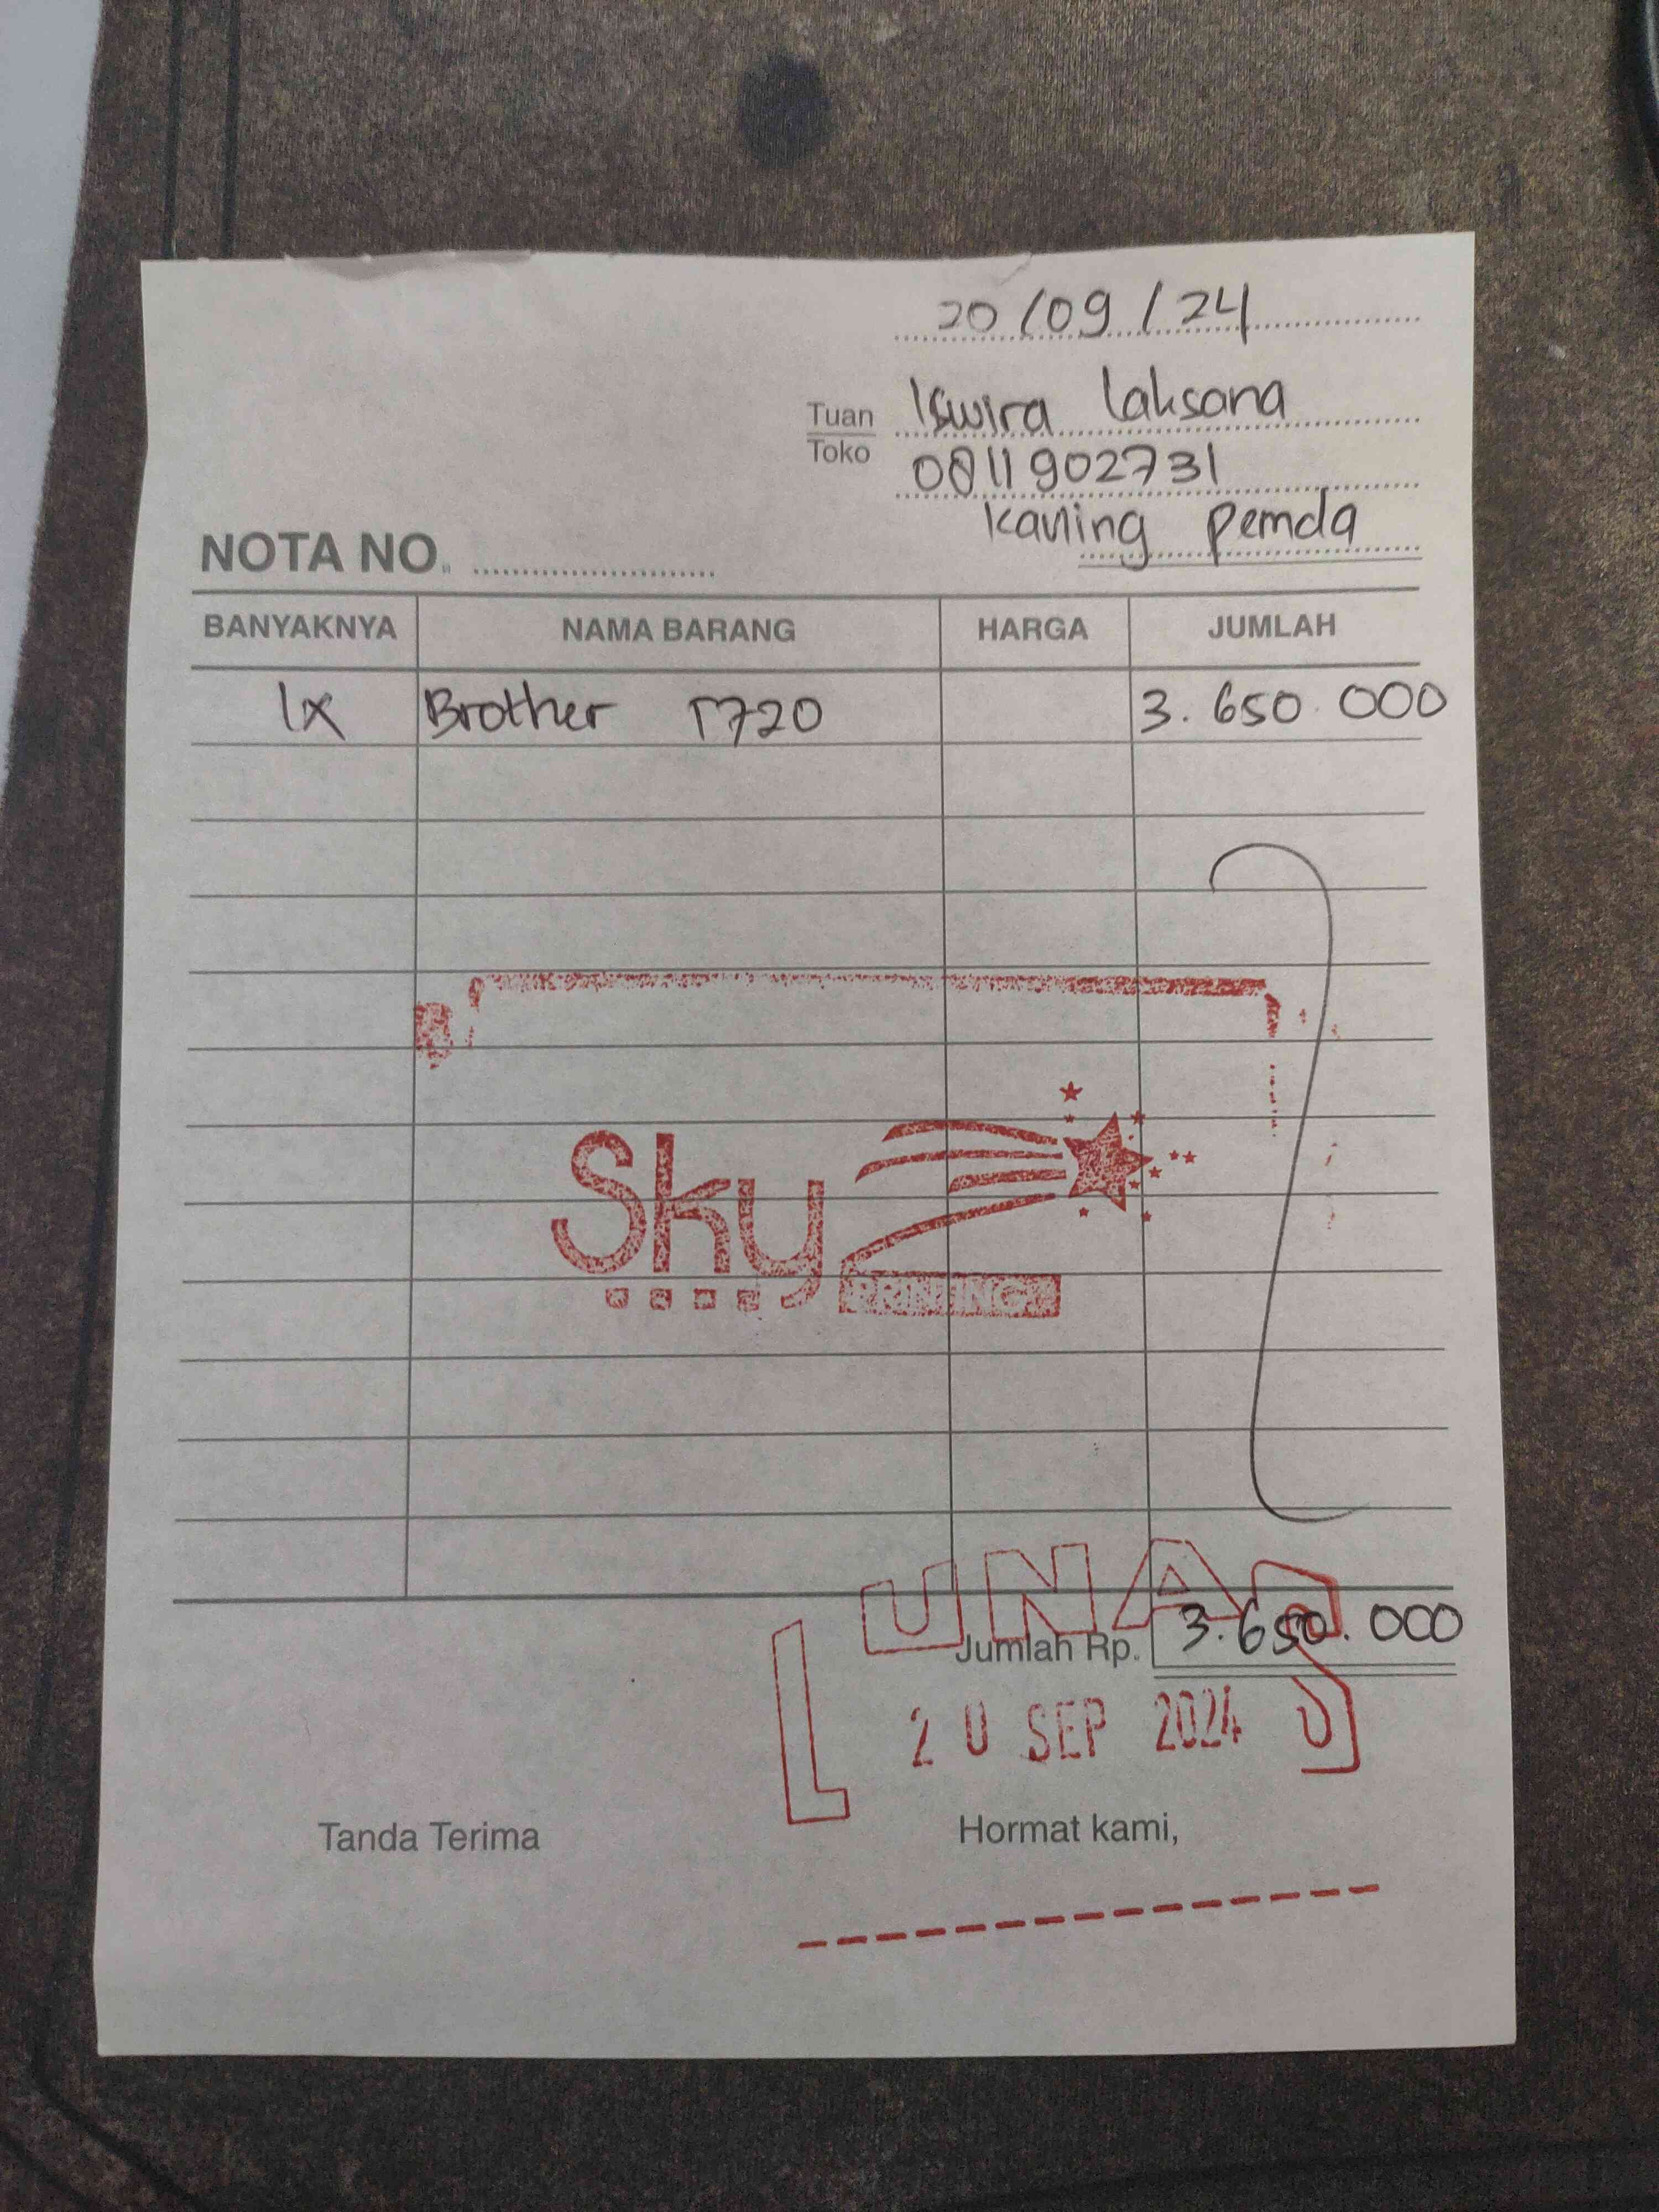 20/09/24
Tuan Iswira Laksana
Toko 0811902731
Kavling pemda
NOTA NO. ........................
BANYAKNYA NAMA BARANG HARGA JUMLAH
1x Brother T720 3.650.000
Sky
PRINTING
LUNAS
Jumlah Rp. 3.650.000
20 SEP 2024
Tanda Terima Hormat kami,